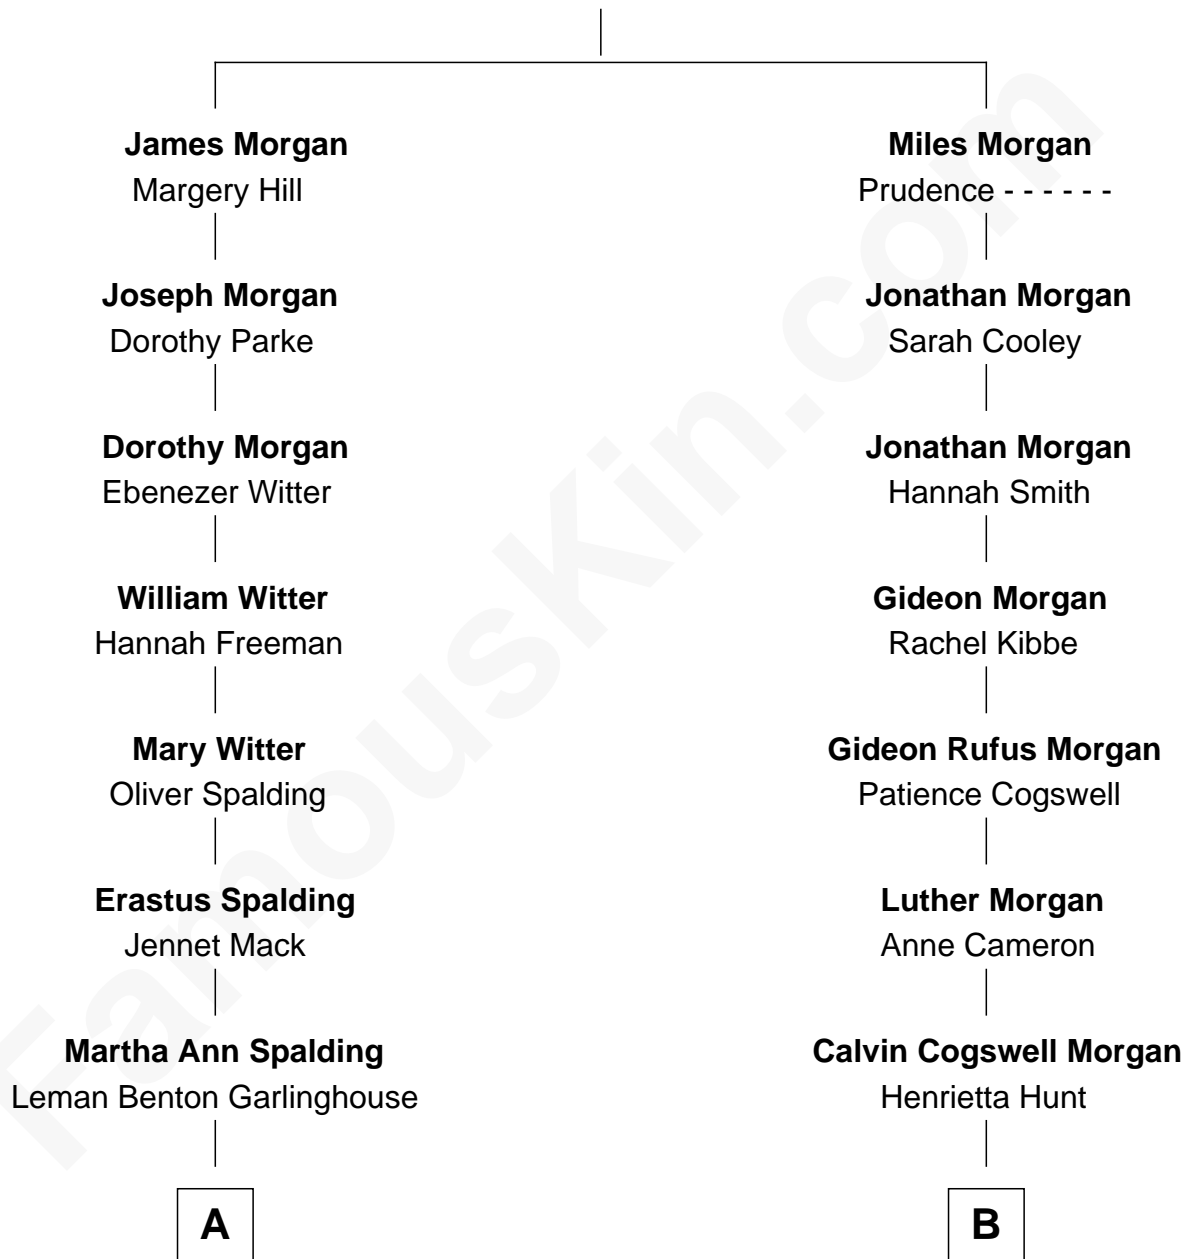 James Morgan
Margery Hill
Miles Morgan
Prudence - - - - - -
Joseph Morgan
Dorothy Parke
Jonathan Morgan
Sarah Cooley
Dorothy Morgan
Ebenezer Witter
Jonathan Morgan
Hannah Smith
William Witter
Hannah Freeman
Gideon Morgan
Rachel Kibbe
Mary Witter
Oliver Spalding
Gideon Rufus Morgan
Patience Cogswell
Erastus Spalding
Jennet Mack
Luther Morgan
Anne Cameron
Martha Ann Spalding
Leman Benton Garlinghouse
Calvin Cogswell Morgan
Henrietta Hunt
A
B
FamousKin.com